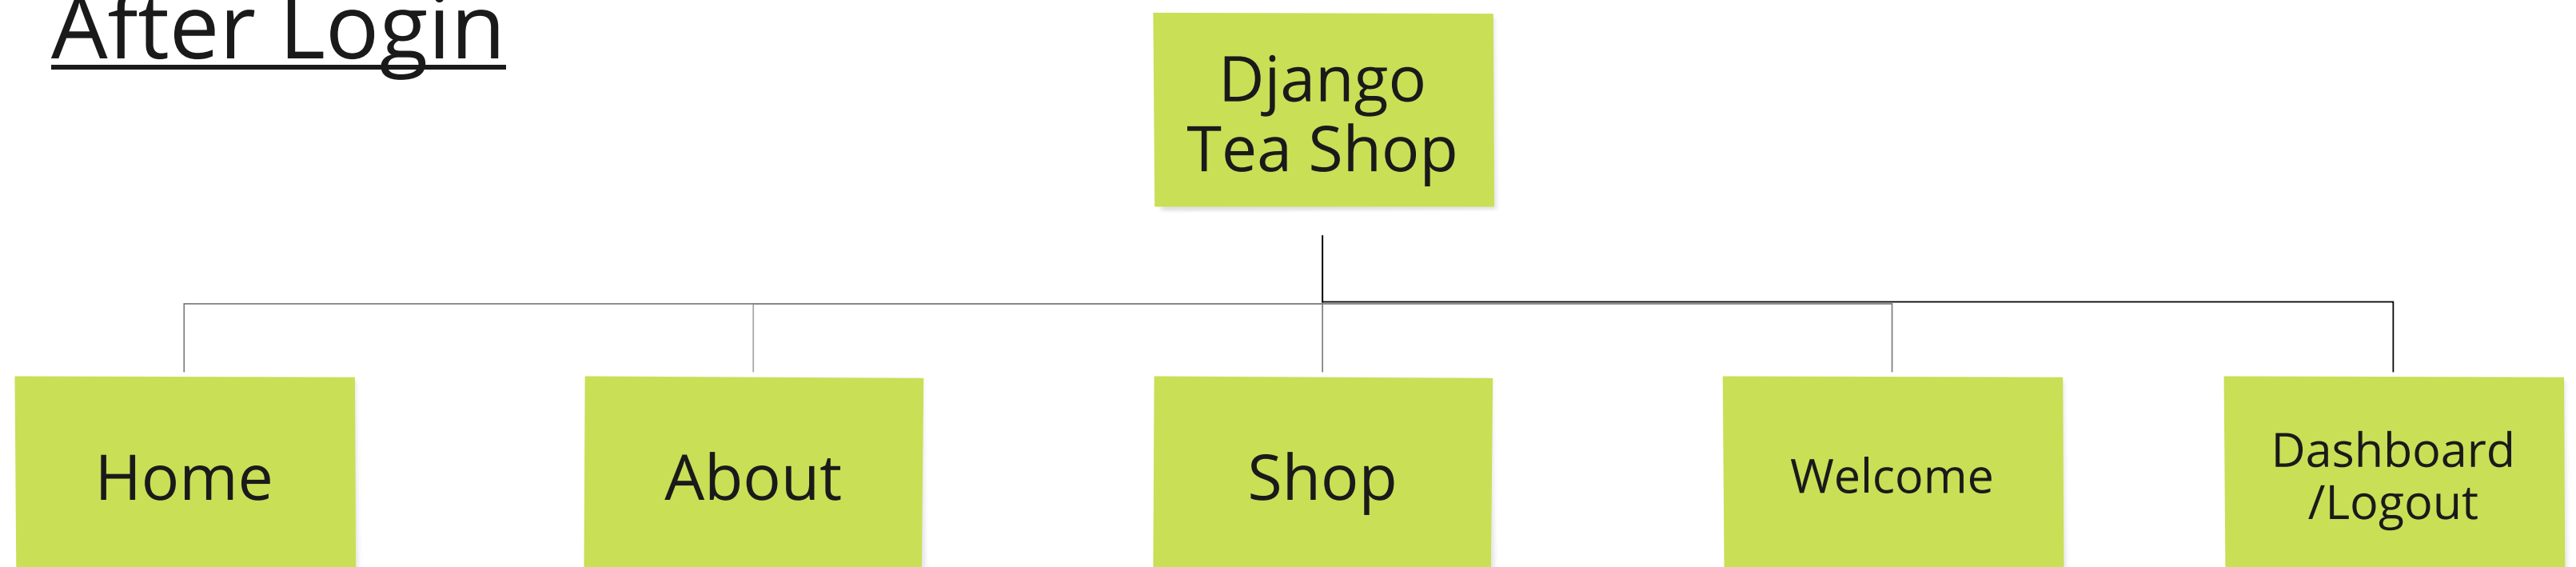 After Login
Django
Tea Shop
Home
About
Shop
Welcome
Dashboard
/Logout